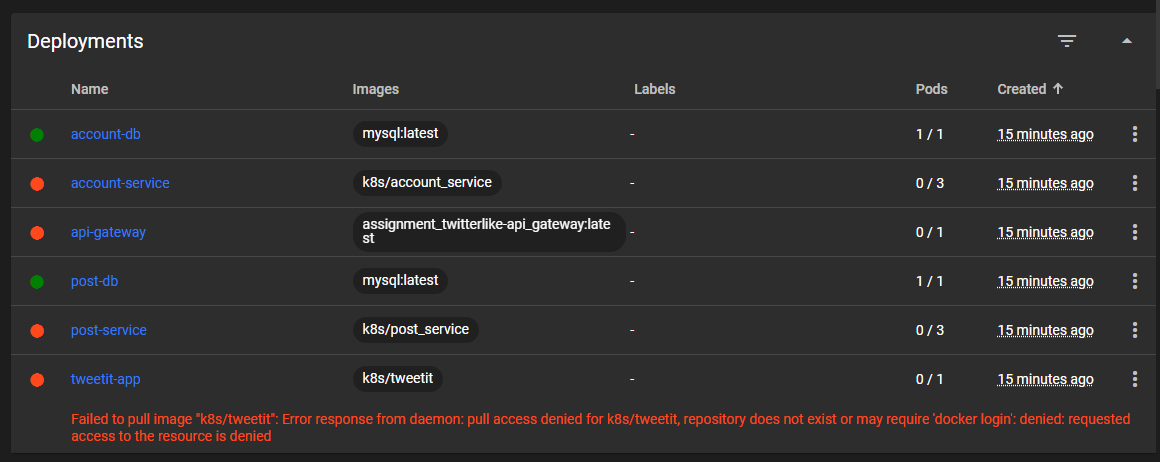 Deployments
Name Images Labels Pods Created
account-db mysql:latest - 1 / 1 15 minutes ago
account-service k8s/account_service - 0 / 3 15 minutes ago
api-gateway assignment_twitterlike-api_gateway:late
st - 0 / 1 15 minutes ago
post-db mysql:latest - 1 / 1 15 minutes ago
post-service k8s/post_service - 0 / 3 15 minutes ago
tweetit-app k8s/tweetit - 0 / 1 15 minutes ago
Failed to pull image "k8s/tweetit": Error response from daemon: pull access denied for k8s/tweetit, repository does not exist or may require 'docker login': denied: requested
access to the resource is denied